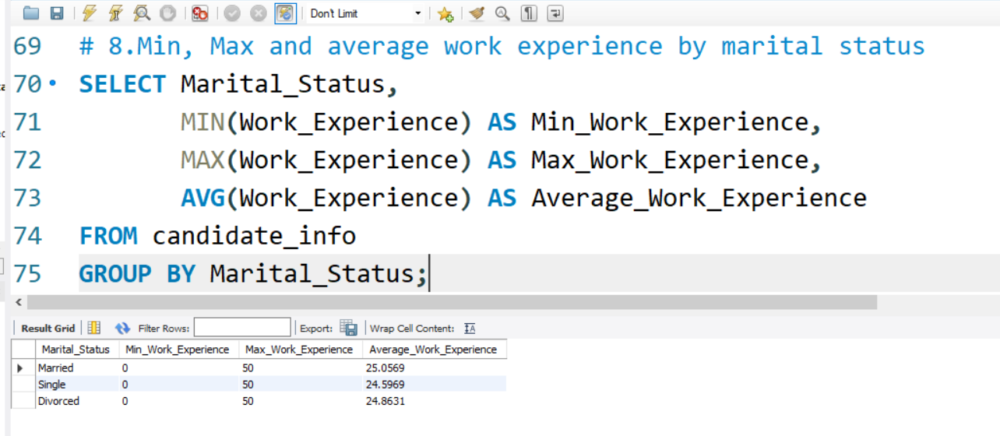 Don't Limit
69 # 8.Min, Max and average work experience by marital status
70 SELECT Marital_Status,
71 MIN(Work_Experience) AS Min_Work_Experience,
72 MAX(Work_Experience) AS Max_Work_Experience,
73 AVG(Work_Experience) AS Average_Work_Experience
74 FROM candidate_info
75 GROUP BY Marital_Status;
Result Grid Filter Rows: Export: Wrap Cell Content:
Marital_Status Min_Work_Experience Max_Work_Experience Average_Work_Experience
Married 0 50 25.0569
Single 0 50 24.5969
Divorced 0 50 24.8631